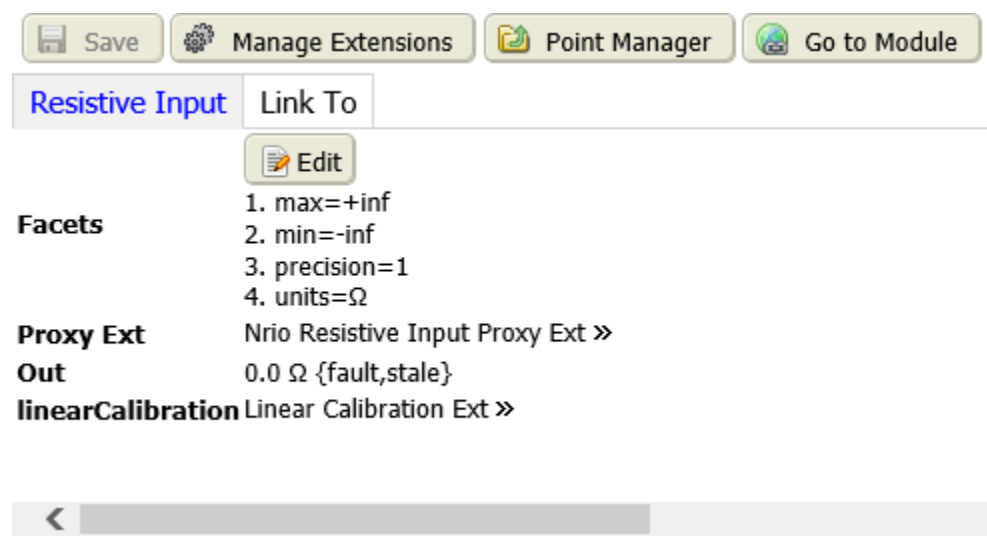 Save Manage Extensions Point Manager Go to Module
Resistive Input Link To
Edit
Facets
1. max=+inf
2. min=-inf
3. precision=1
4. units=Ω
Proxy Ext Nrio Resistive Input Proxy Ext »
Out 0.0 Ω {fault,stale}
linearCalibration Linear Calibration Ext »